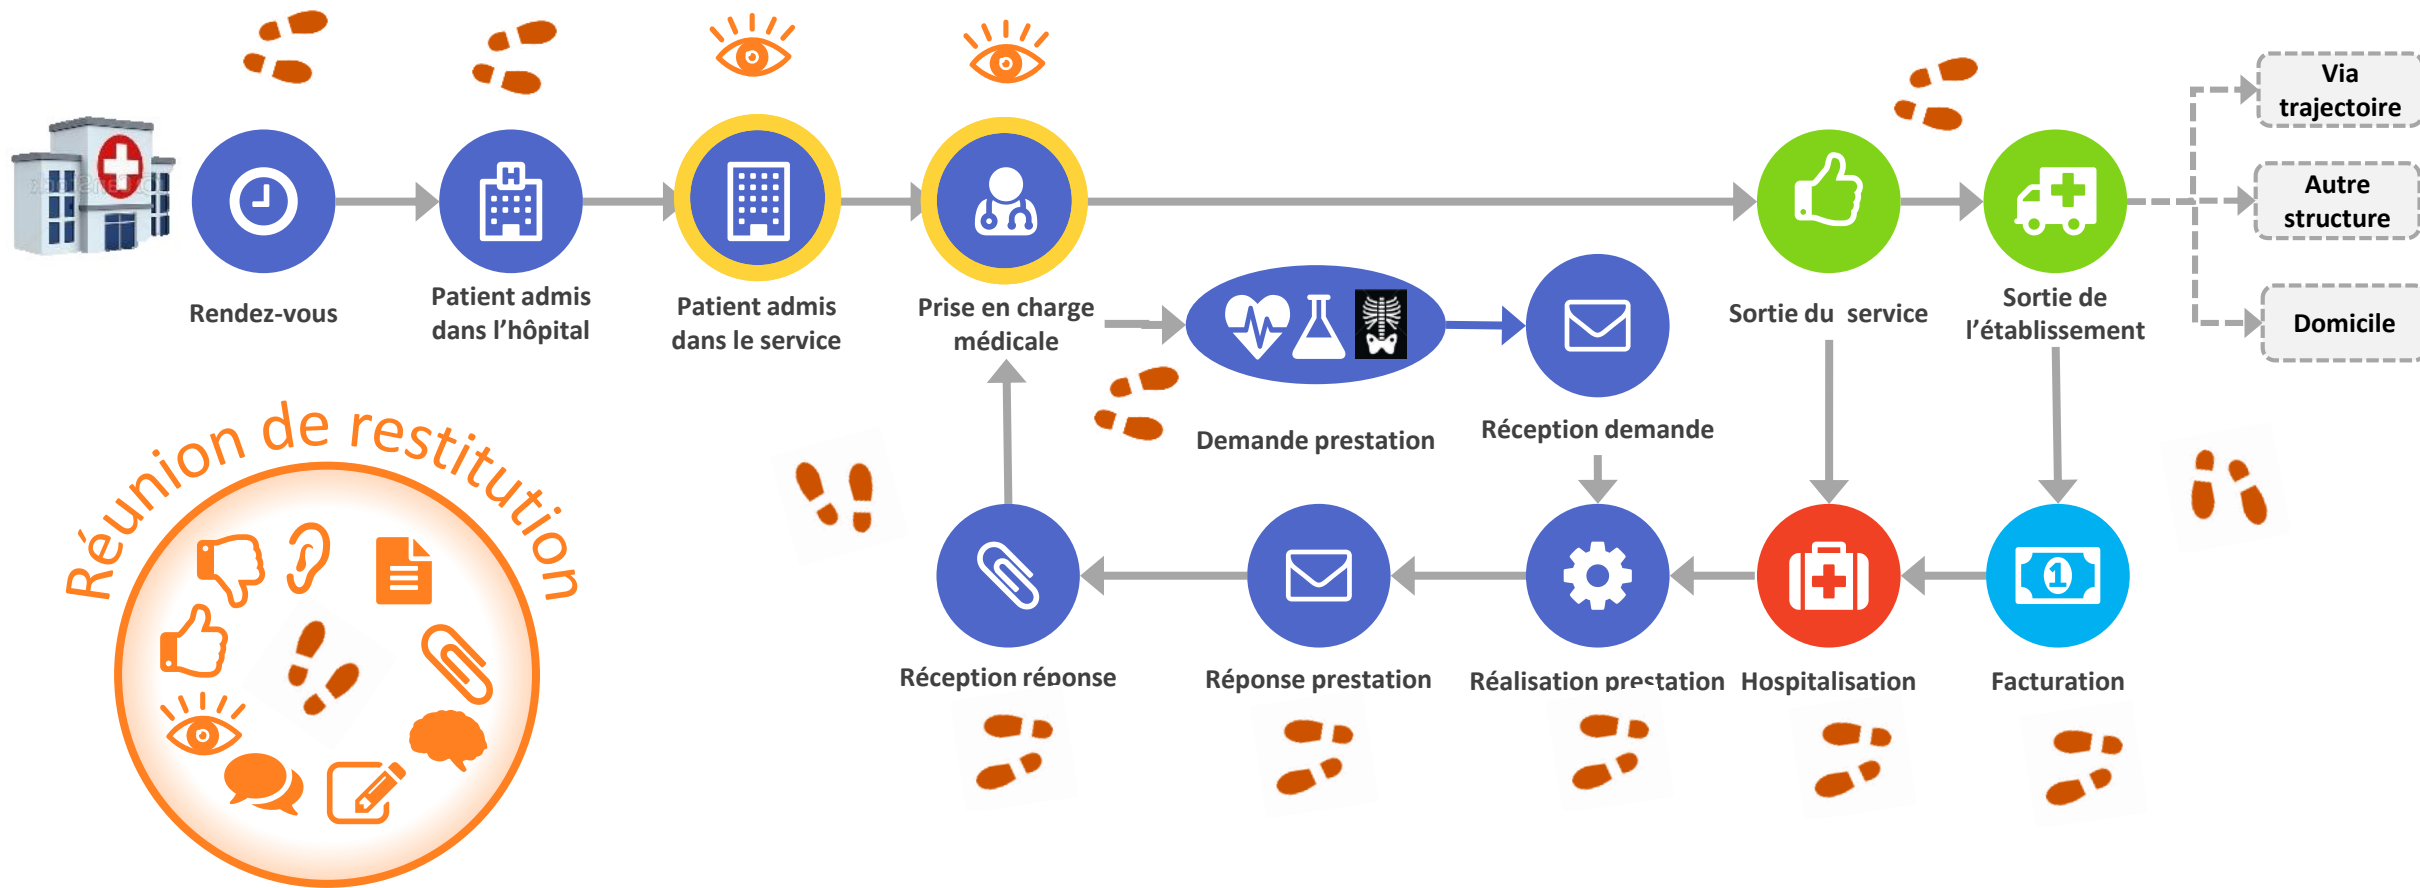 Via
trajectoire
Autre
structure
Domicile
H
Rendez-vous
Patient admis
dans l'hôpital
Patient admis
dans le service
Prise en charge
médicale
Sortie du service
Sortie de
l'établissement
Demande prestation
Réception demande
Réunion de restitution
1
Réception réponse
Réponse prestation
Réalisation prestation
Hospitalisation
Facturation